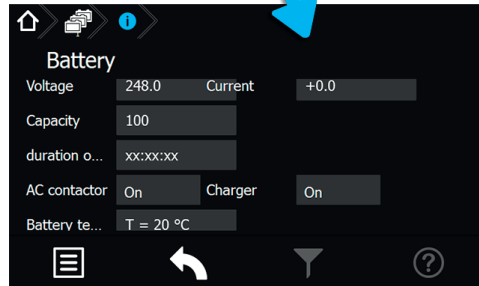 i
Battery
Voltage 248.0 Current +0.0
Capacity 100
duration o... xx:xx:xx
AC contactor On Charger On
Battery te... T = 20 °C
?